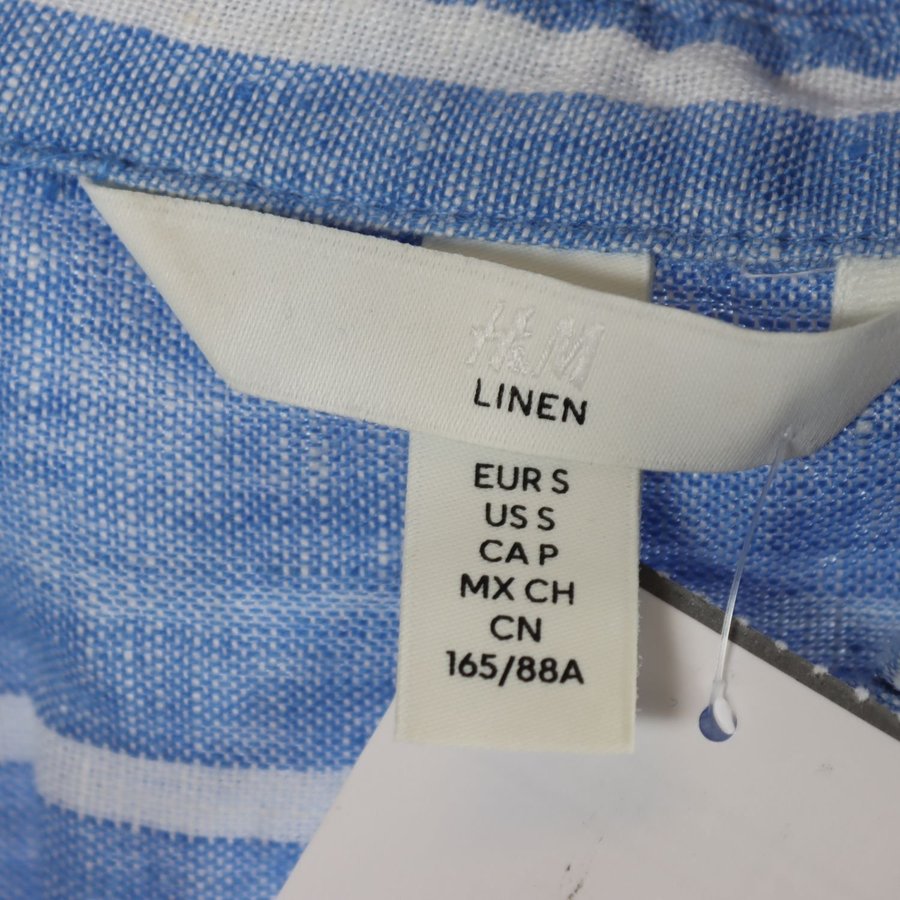 H&M
LINEN
EUR S
US S
CA P
MX CH
CN
165/88A